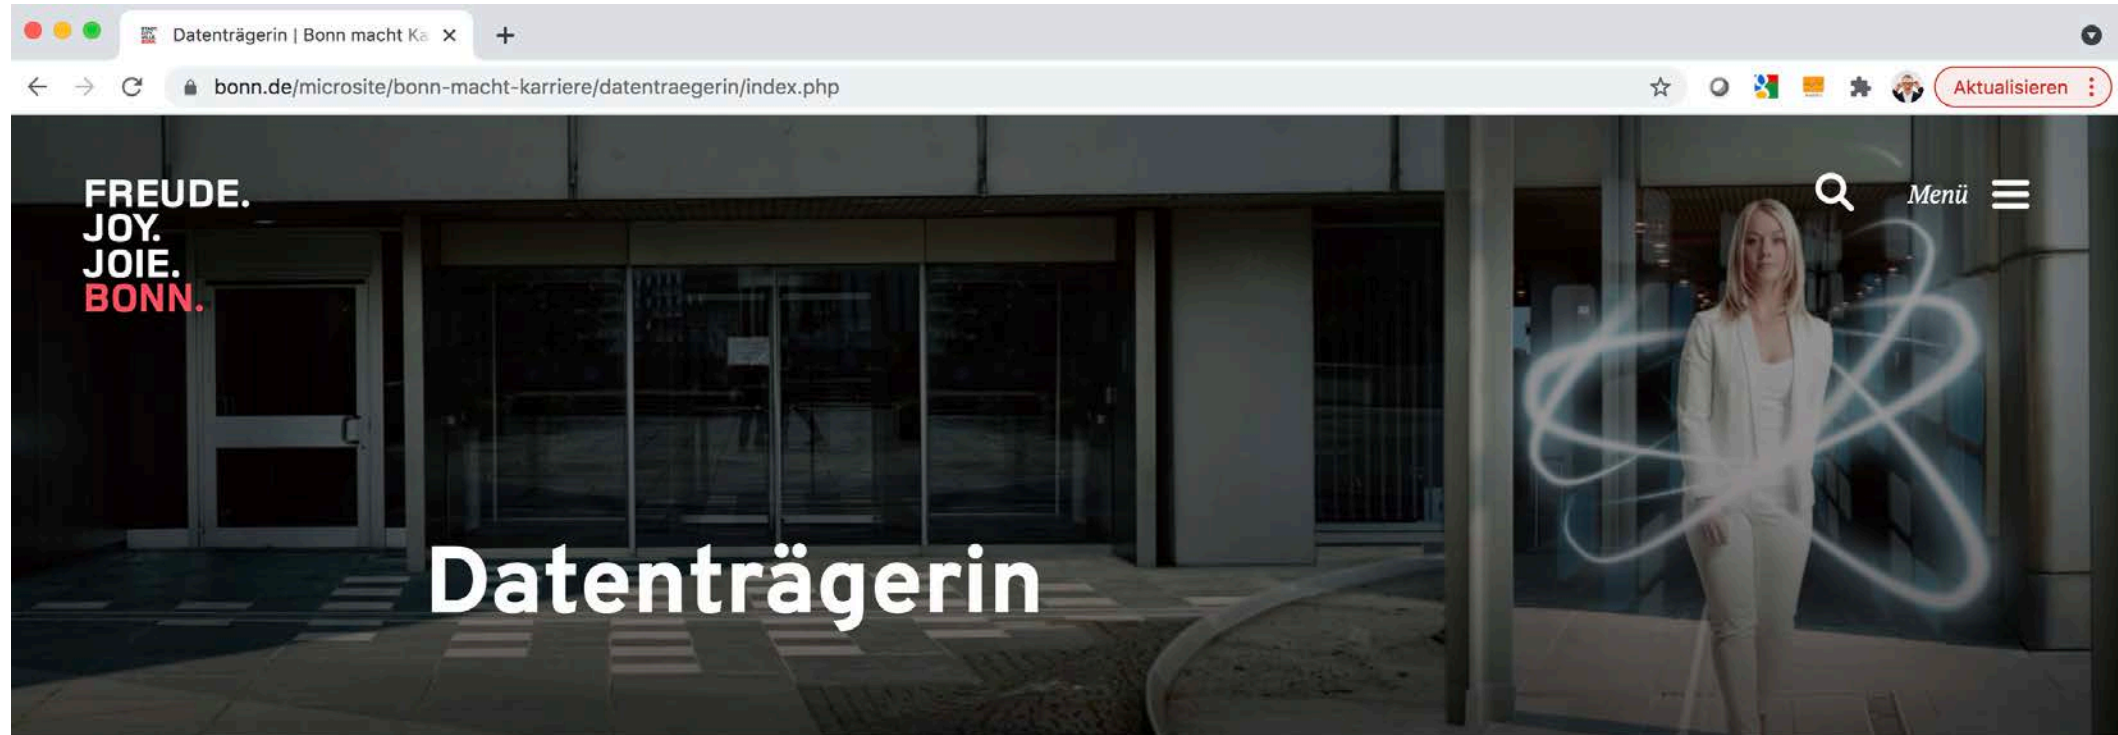 Datenträgerin | Bonn macht Ka
bonn.de/microsite/bonn-macht-karriere/datentraegerin/index.php
Aktualisieren
FREUDE.
JOY.
JOIE.
BONN.
Menü
Datenträgerin